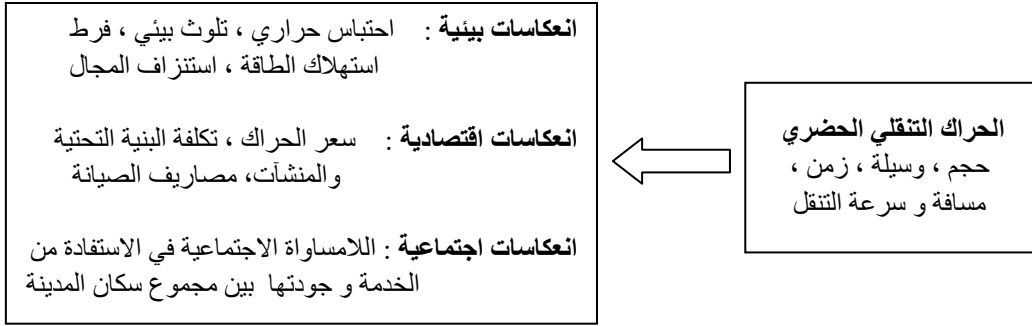 الحراك التنقلي الحضري
حجم ، وسيلة ، زمن ،
مسافة و سرعة التنقل
انعكاسات بيئية : احتباس حراري ، تلوث بيئي ، فرط
استهلاك الطاقة ، استنزاف المجال
انعكاسات اقتصادية : سعر الحراك ، تكلفة البنية التحتية
والمنشآت، مصاريف الصيانة
انعكاسات اجتماعية : اللامساواة الاجتماعية في الاستفادة من
الخدمة و جودتها بين مجموع سكان المدينة